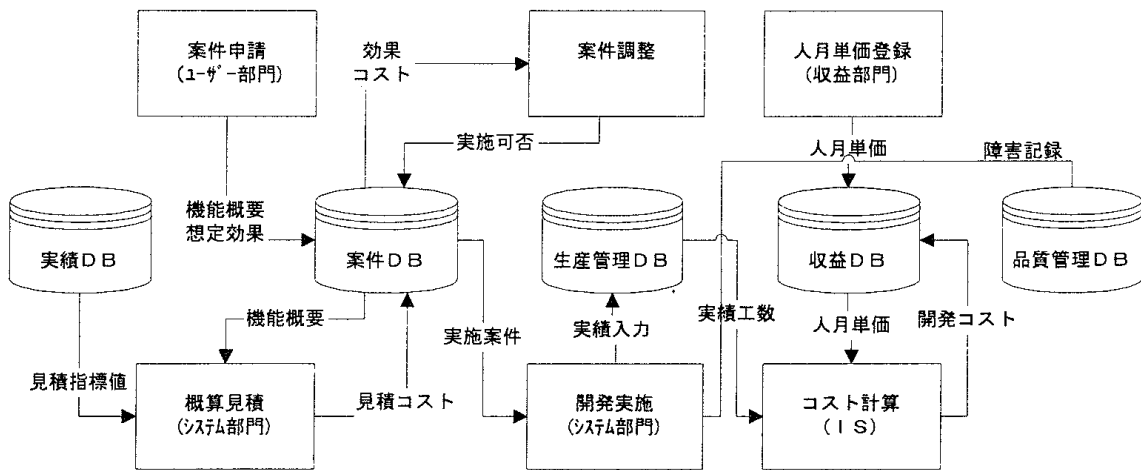 案件申請
(ﾕｰｻﾞｰ部門)
効果
コスト
案件調整
人月単価登録
(収益部門)
実施可否
人月単価
障害記録
機能概要
想定効果
実績DB
案件DB
生産管理DB
収益DB
品質管理DB
機能概要
実施案件
実績入力
実績工数
人月単価
開発コスト
見積指標値
概算見積
(ｼｽﾃﾑ部門)
見積コスト
開発実施
(ｼｽﾃﾑ部門)
コスト計算
(IS)